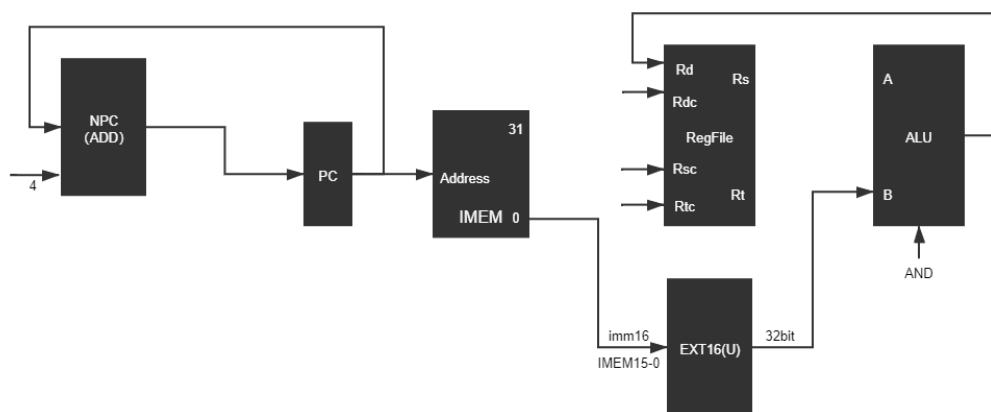 NPC
(ADD)
4
PC
31
Address
IMEM 0
Rd
Rs
Rdc
RegFile
Rsc
Rt
Rtc
A
ALU
B
AND
imm16
IMEM15-0
EXT16(U)
32bit